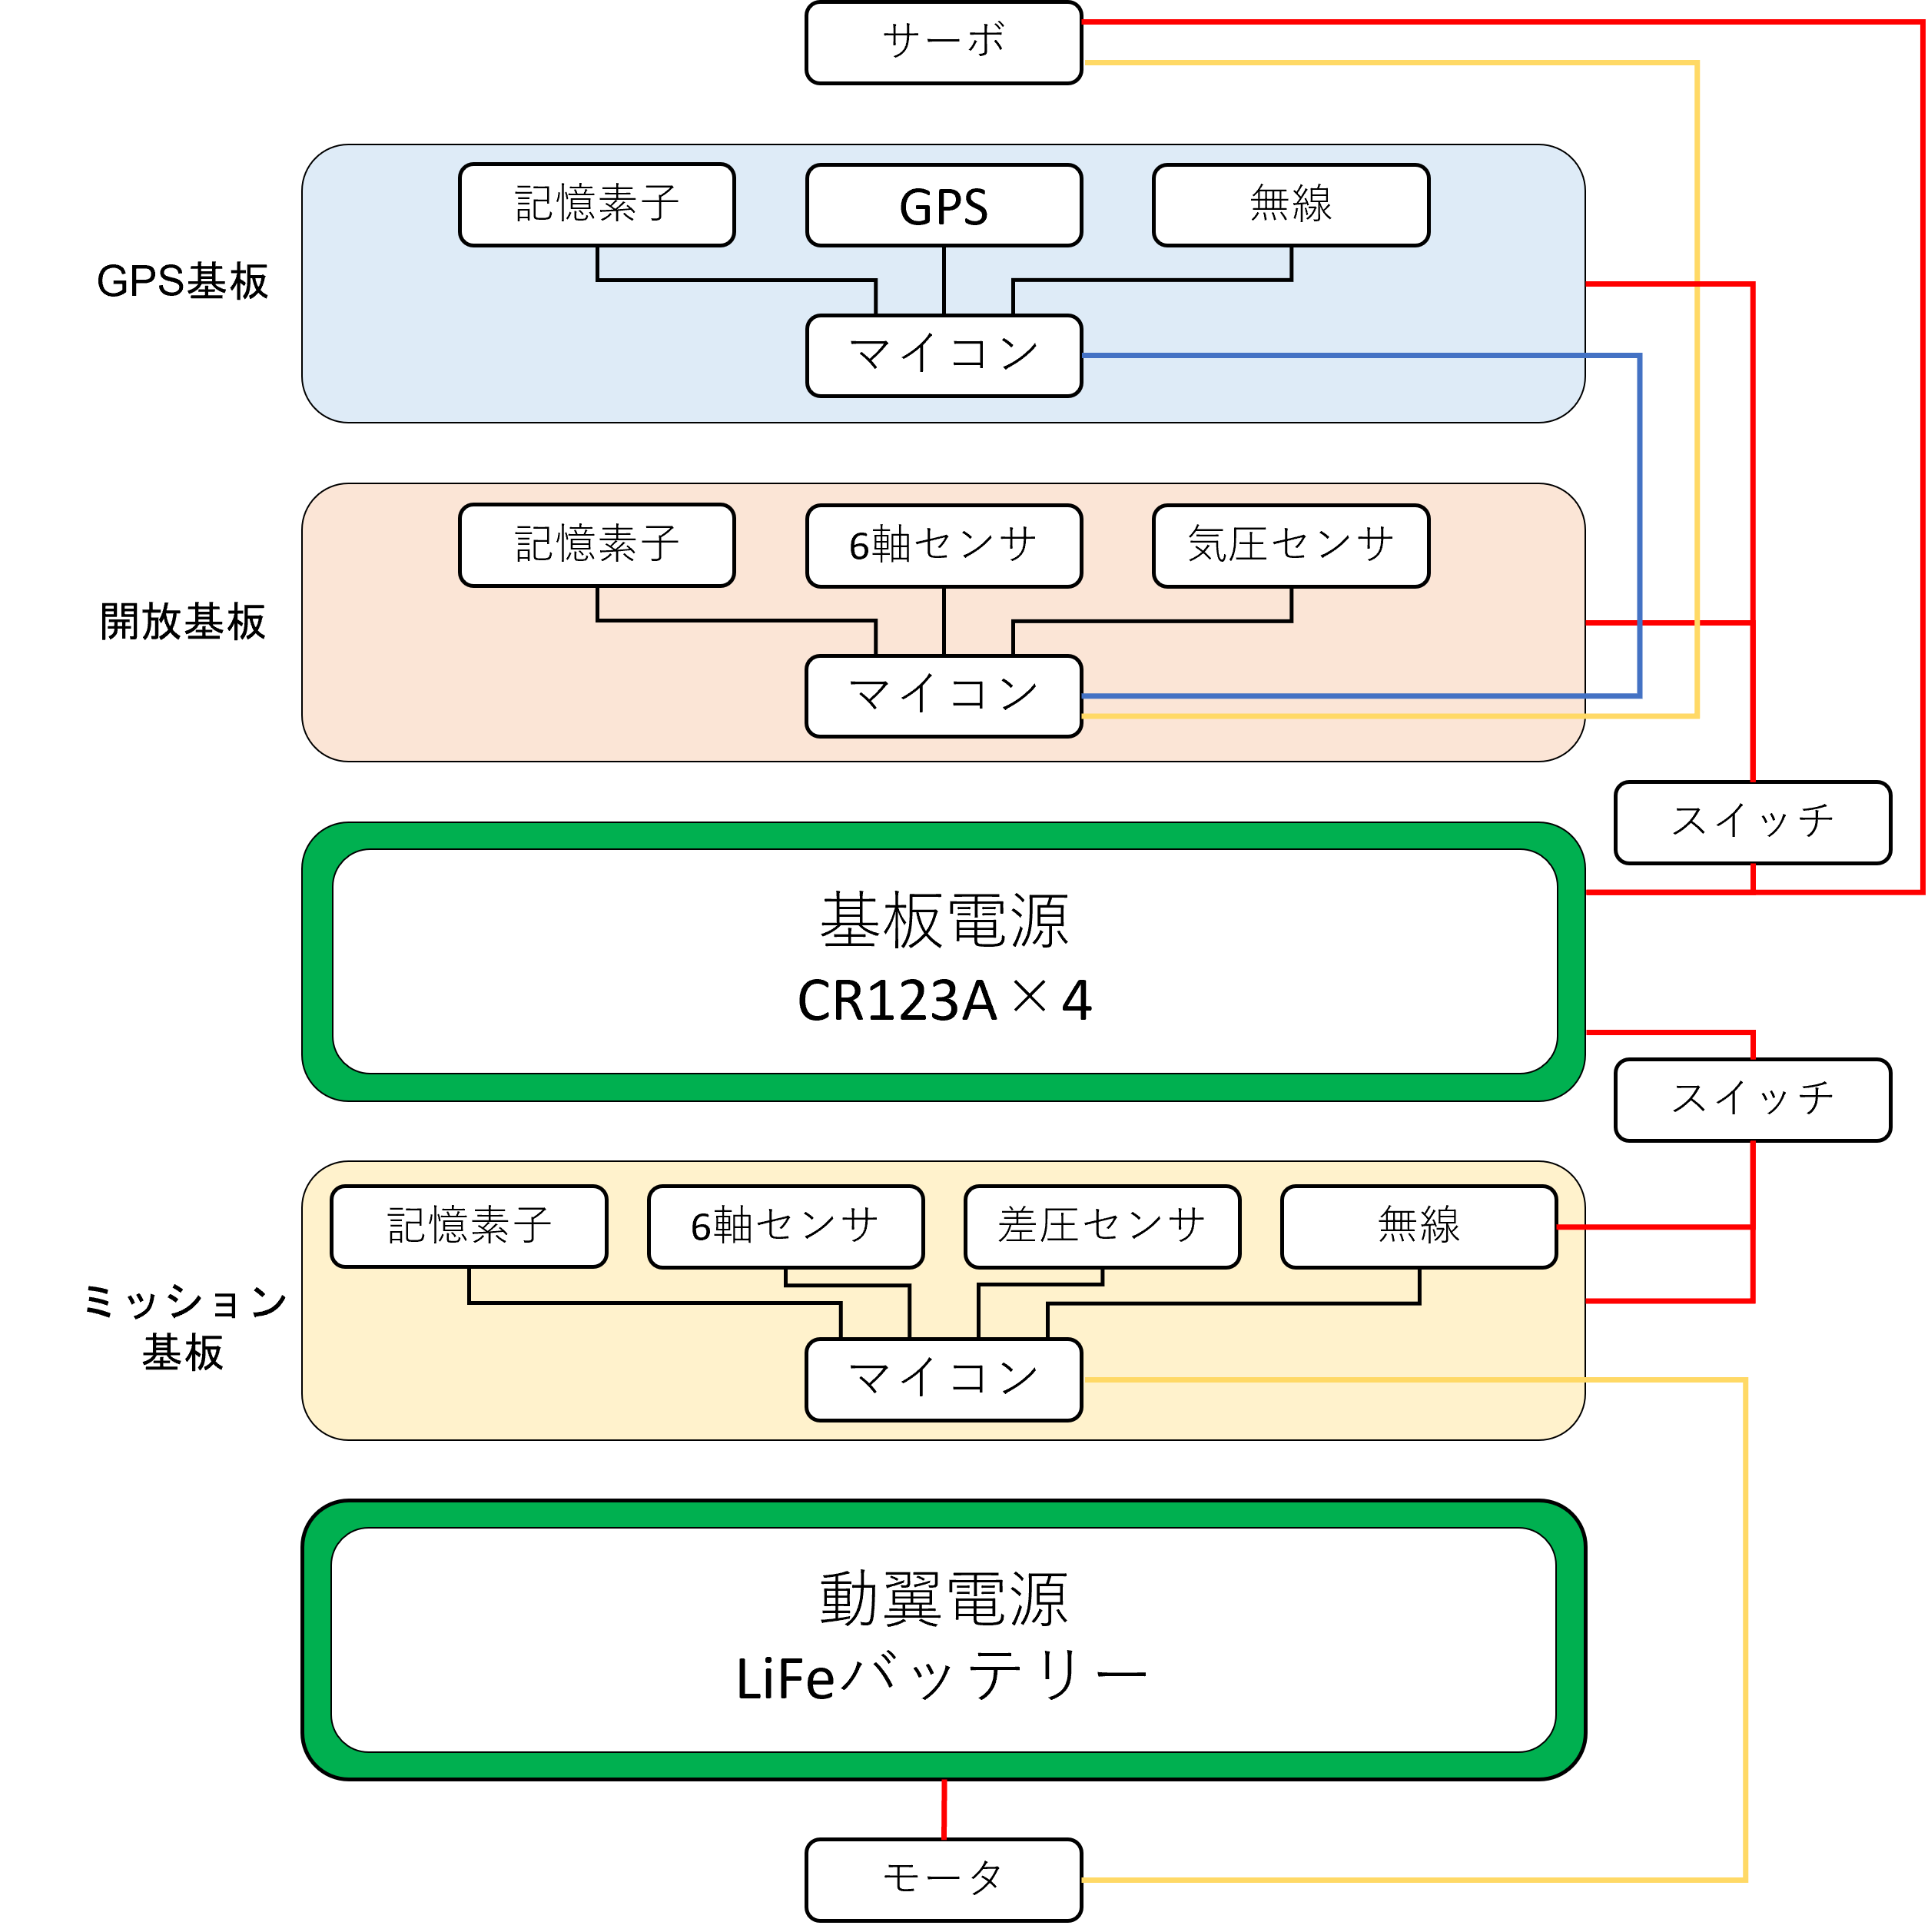 サーボ
記憶素子
GPS
無線
GPS基板
マイコン
記憶素子
6軸センサ
気圧センサ
開放基板
マイコン
スイッチ
基板電源
CR123A×4
スイッチ
記憶素子
6軸センサ
差圧センサ
無線
ミッション
基板
マイコン
動翼電源
LiFeバッテリー
モータ